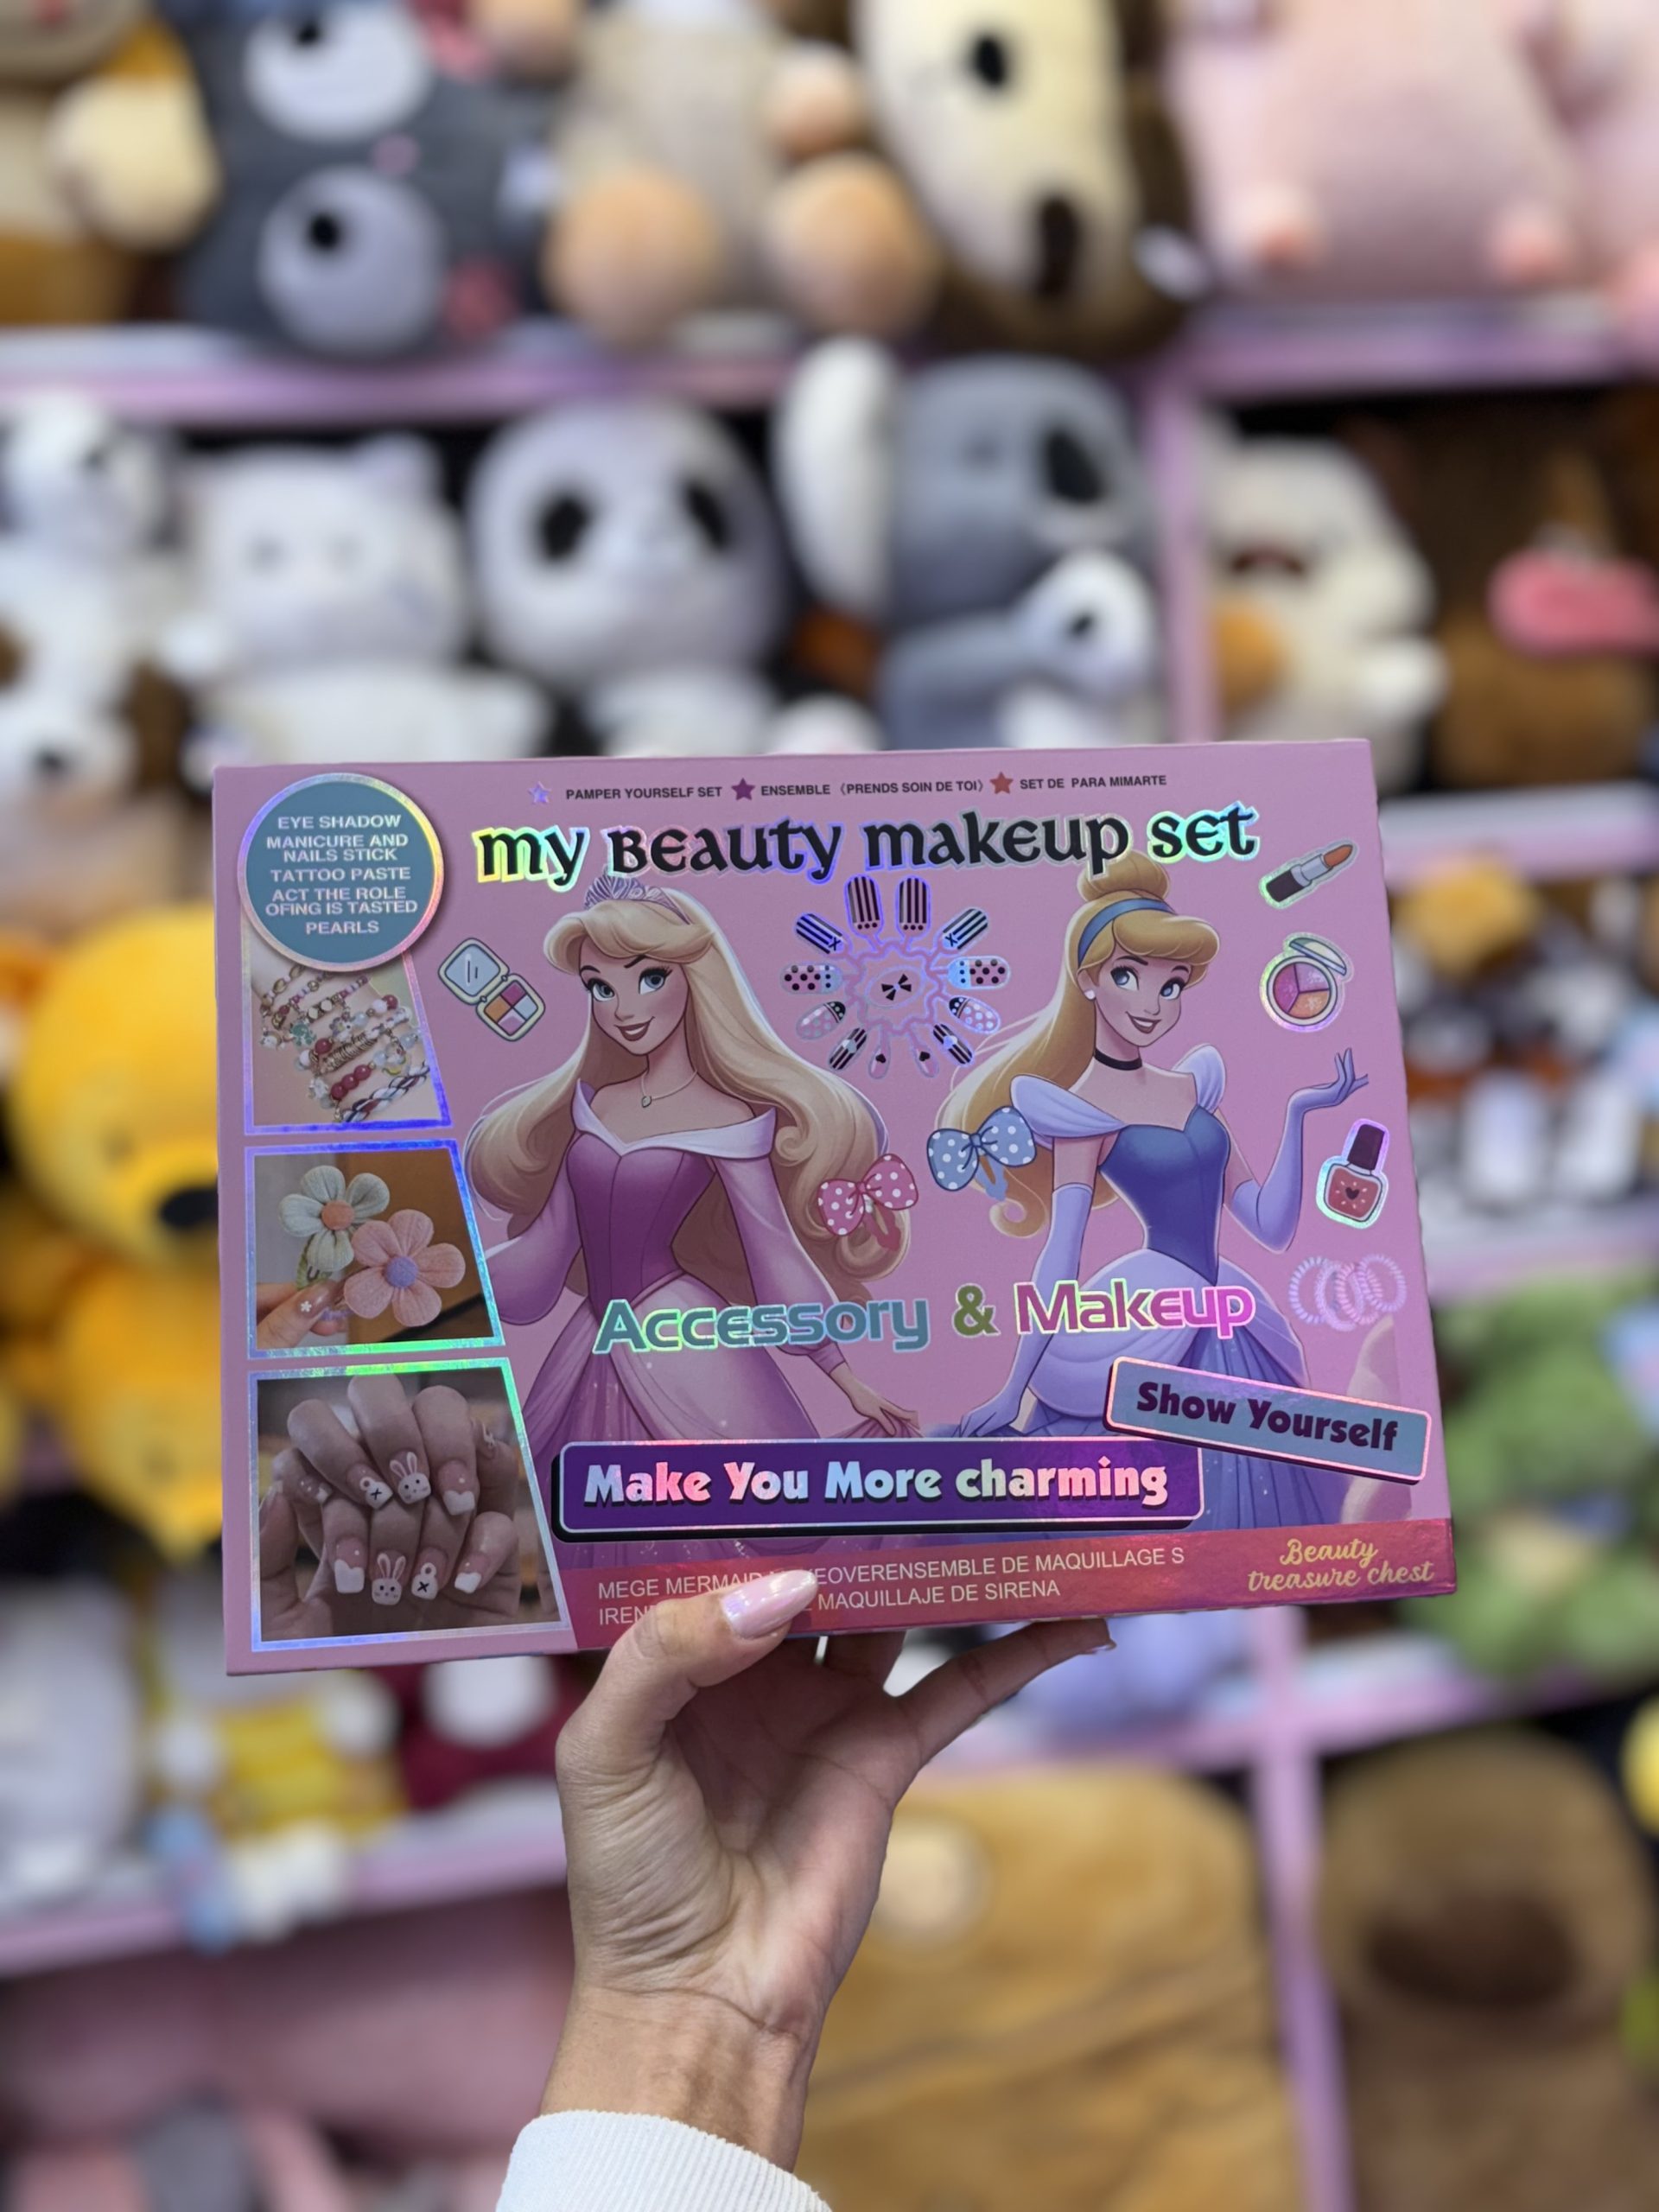 PAMPER YOURSELF SET ENSEMBLE (PRENDS SOIN DE TOI) SET DE PARA MIMARTE
my Beauty makeup set
EYE SHADOW
MANICURE AND
NAILS STICK
TATTOO PASTE
ACT THE ROLE
OFING IS TASTED
PEARLS
Accessory & Makeup
Show Yourself
Make You More charming
MEGE MERMAID EOVERENSEMBLE DE MAQUILLAGE S
IREN MAQUILLAJE DE SIRENA
Beauty
treasure chest